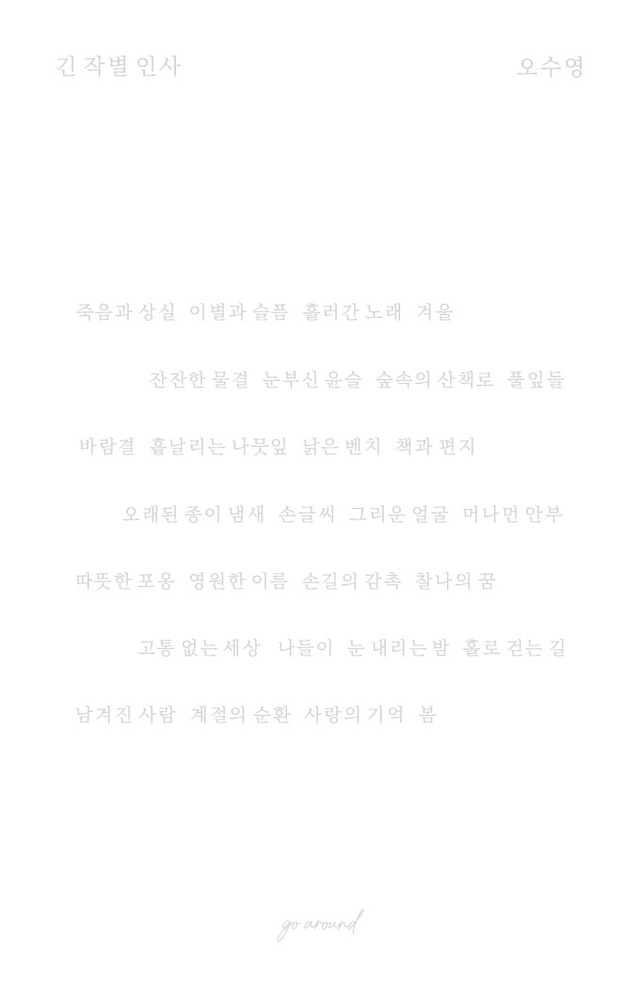 긴 작별 인사 오수영
죽음과 상실 이별과 슬픔 흘러간 노래 겨울
잔잔한 물결 눈부신 윤슬 숲속의 산책로 풀잎들
바람결 흩날리는 나뭇잎 낡은 벤치 책과 편지
오래된 종이 냄새 손글씨 그리운 얼굴 머나먼 안부
따뜻한 포옹 영원한 이름 손길의 감촉 찰나의 꿈
고통 없는 세상 나들이 눈 내리는 밤 홀로 걷는 길
남겨진 사람 계절의 순환 사랑의 기억 봄
go around